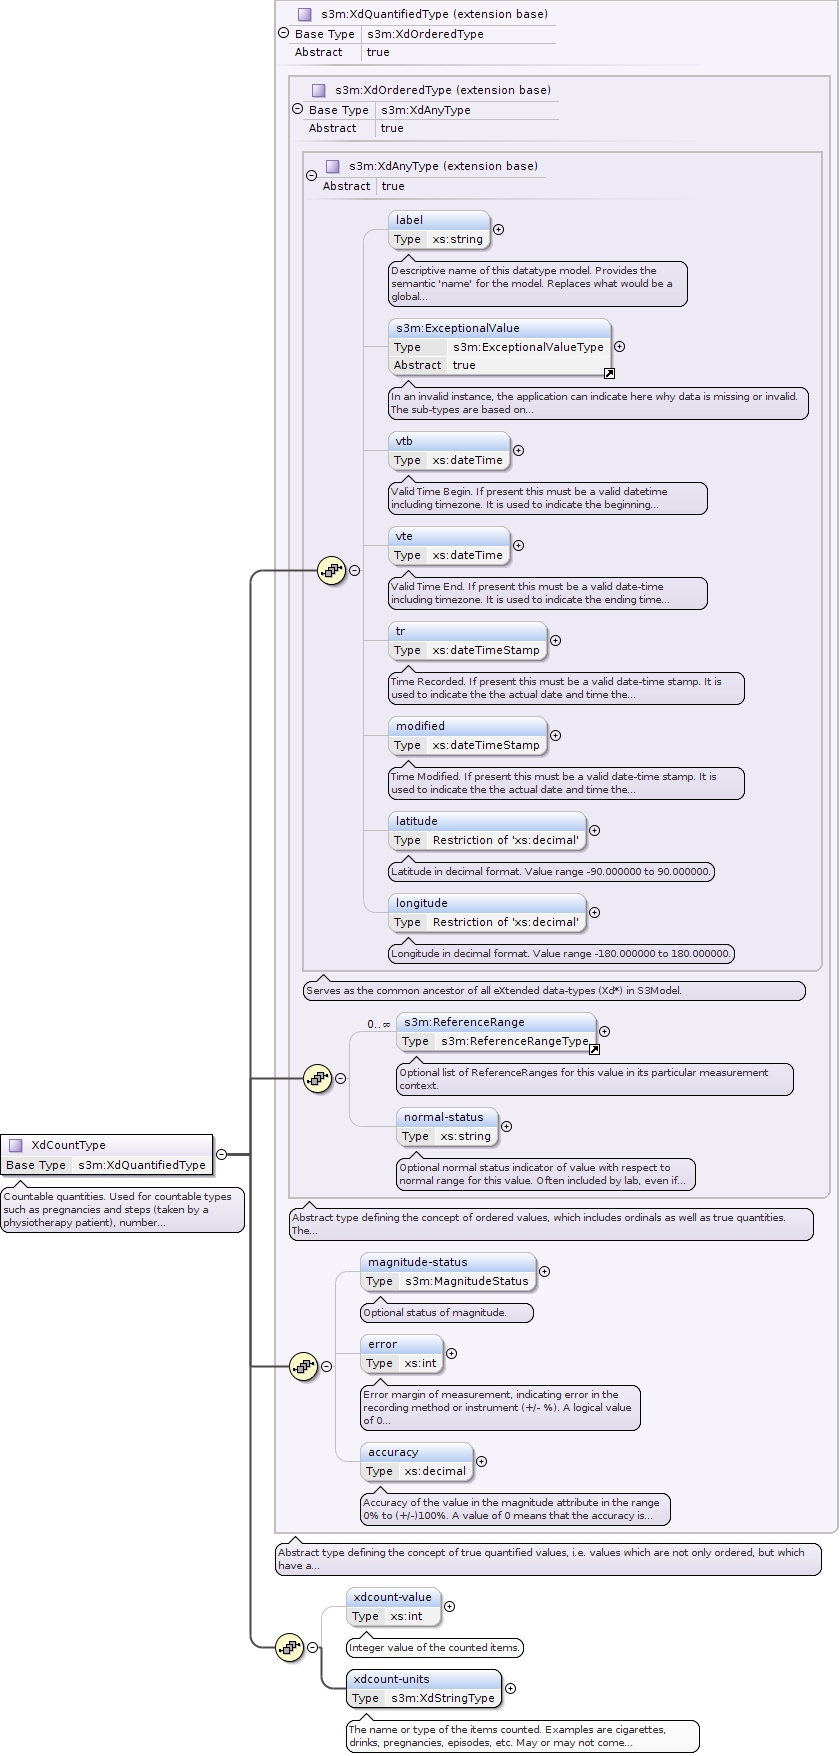 s3m:XdQuantifiedType (extension base)
Base Type s3m:XdOrderedType
Abstract true
s3m:XdOrderedType (extension base)
Base Type s3m:XdAnyType
Abstract true
s3m:XdAnyType (extension base)
Abstract true
label
Type xs:string
Descriptive name of this datatype model. Provides the
semantic 'name' for the model. Replaces what would be a
global...
s3m:ExceptionalValue
Type s3m:ExceptionalValueType
Abstract true
In an invalid instance, the application can indicate here why data is missing or invalid.
The sub-types are based on...
vtb
Type xs:dateTime
Valid Time Begin. If present this must be a valid datetime
including timezone. It is used to indicate the beginning...
vte
Type xs:dateTime
Valid Time End. If present this must be a valid date-time
including timezone. It is used to indicate the ending time...
tr
Type xs:dateTimeStamp
Time Recorded. If present this must be a valid date-time stamp. It is
used to indicate the the actual date and time the...
modified
Type xs:dateTimeStamp
Time Modified. If present this must be a valid date-time stamp. It is
used to indicate the the actual date and time the...
latitude
Type Restriction of 'xs:decimal'
Latitude in decimal format. Value range -90.000000 to 90.000000.
longitude
Type Restriction of 'xs:decimal'
Longitude in decimal format. Value range -180.000000 to 180.000000.
Serves as the common ancestor of all eXtended data-types (Xd*) in S3Model.
0..∞
s3m:ReferenceRange
Type s3m:ReferenceRangeType
Optional list of ReferenceRanges for this value in its particular measurement
context.
normal-status
Type xs:string
Optional normal status indicator of value with respect to
normal range for this value. Often included by lab, even if...
XdCountType
Base Type s3m:XdQuantifiedType
Countable quantities. Used for countable types
such as pregnancies and steps (taken by a
physiotherapy patient), number...
Abstract type defining the concept of ordered values, which includes ordinals as well as true quantities.
The...
magnitude-status
Type s3m:MagnitudeStatus
Optional status of magnitude.
error
Type xs:int
Error margin of measurement, indicating error in the
recording method or instrument (+/- %). A logical value
of 0...
accuracy
Type xs:decimal
Accuracy of the value in the magnitude attribute in the range
0% to (+/-)100%. A value of 0 means that the accuracy is...
Abstract type defining the concept of true quantified values, i.e. values which are not only ordered, but which
have a...
xdcount-value
Type xs:int
Integer value of the counted items.
xdcount-units
Type s3m:XdStringType
The name or type of the items counted. Examples are cigarettes,
drinks, pregnancies, episodes, etc. May or may not come...